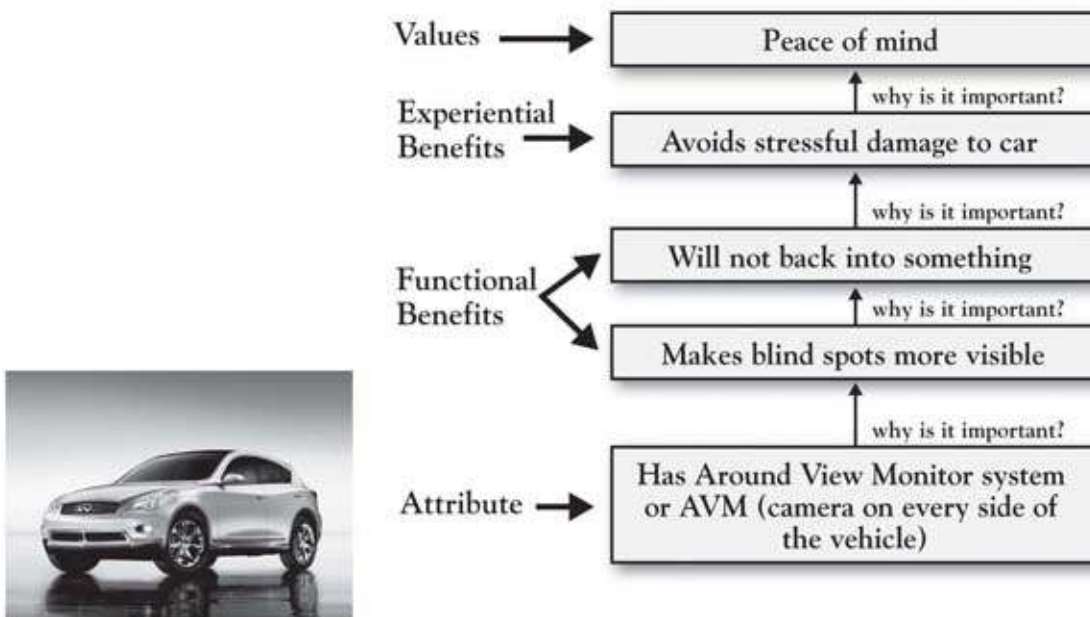 Values
Peace of mind
why is it important?
Experiential
Benefits
Avoids stressful damage to car
why is it important?
Will not back into something
Functional
Benefits
why is it important?
Makes blind spots more visible
why is it important?
Attribute
Has Around View Monitor system
or AVM (camera on every side of
the vehicle)